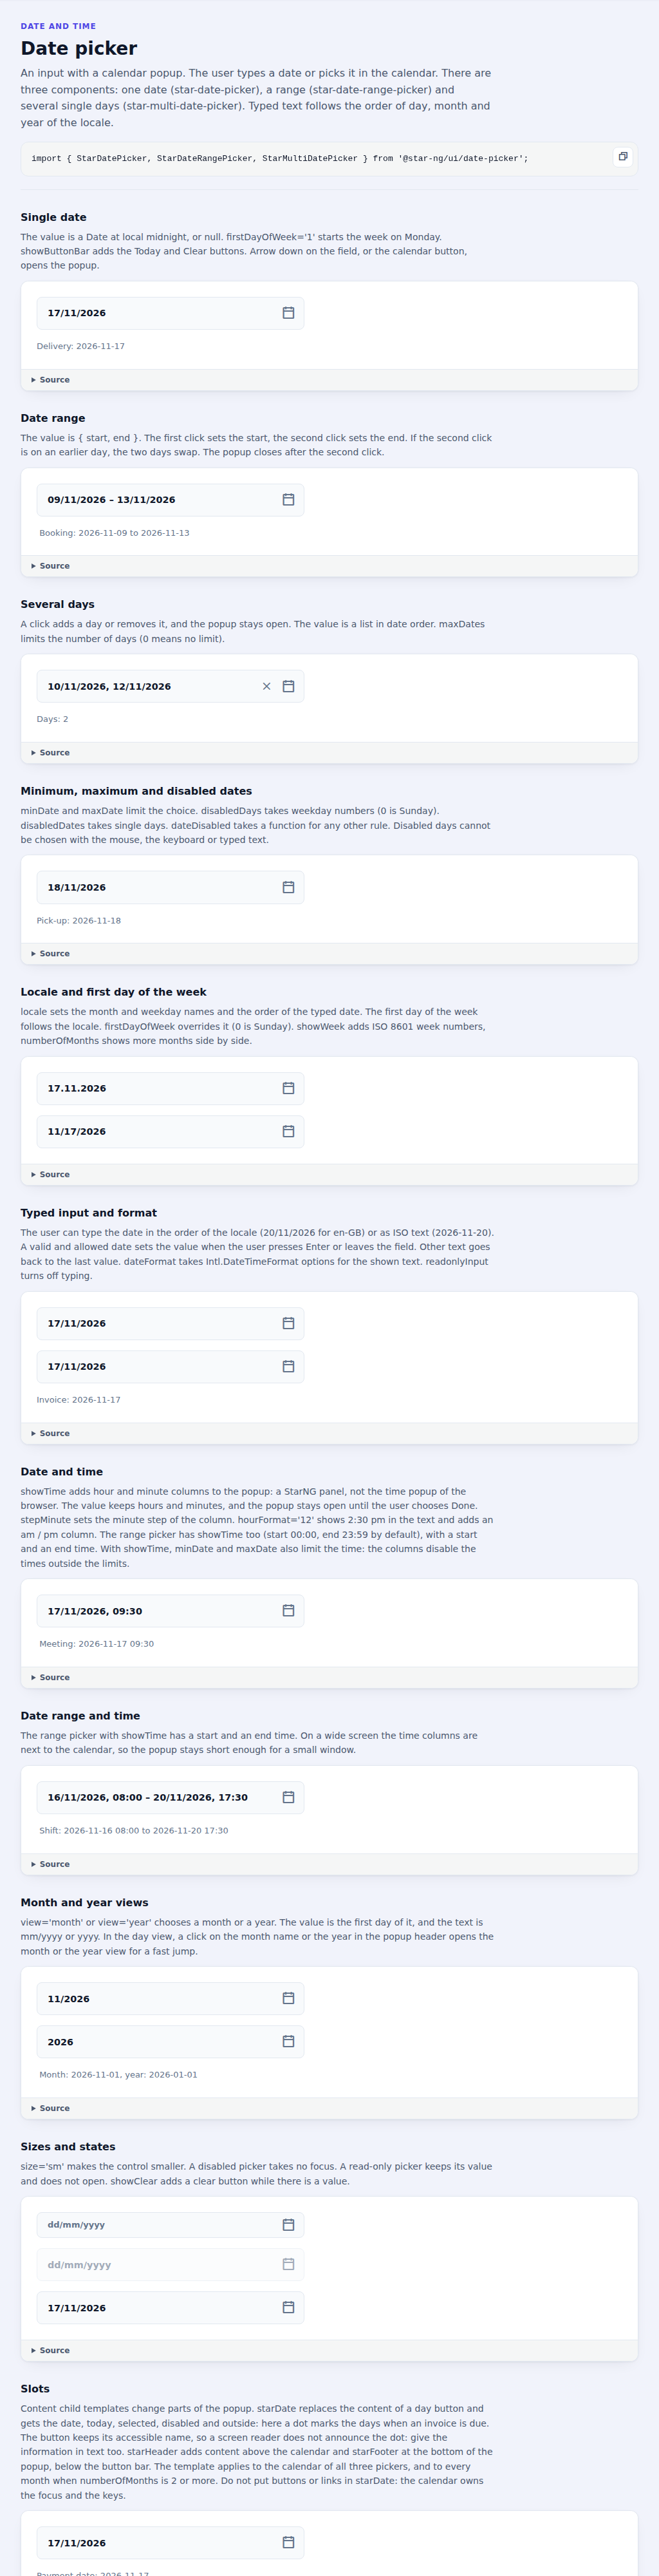 DATE AND TIME
Date picker
An input with a calendar popup. The user types a date or picks it in the calendar. There are
three components: one date (star-date-picker), a range (star-date-range-picker) and
several single days (star-multi-date-picker). Typed text follows the order of day, month and
year of the locale.
import { StarDatePicker, StarDateRangePicker, StarMultiDatePicker } from '@star-ng/ui/date-picker';
Single date
The value is a Date at local midnight, or null. firstDayOfWeek='1' starts the week on Monday.
showButtonBar adds the Today and Clear buttons. Arrow down on the field, or the calendar button,
opens the popup.
17/11/2026
Delivery: 2026-11-17
Source
Date range
The value is { start, end }. The first click sets the start, the second click sets the end. If the second click
is on an earlier day, the two days swap. The popup closes after the second click.
09/11/2026 – 13/11/2026
Booking: 2026-11-09 to 2026-11-13
Source
Several days
A click adds a day or removes it, and the popup stays open. The value is a list in date order. maxDates
limits the number of days (0 means no limit).
10/11/2026, 12/11/2026
Days: 2
Source
Minimum, maximum and disabled dates
minDate and maxDate limit the choice. disabledDays takes weekday numbers (0 is Sunday).
disabledDates takes single days. dateDisabled takes a function for any other rule. Disabled days cannot
be chosen with the mouse, the keyboard or typed text.
18/11/2026
Pick-up: 2026-11-18
Source
Locale and first day of the week
locale sets the month and weekday names and the order of the typed date. The first day of the week
follows the locale. firstDayOfWeek overrides it (0 is Sunday). showWeek adds ISO 8601 week numbers,
numberOfMonths shows more months side by side.
17.11.2026
11/17/2026
Source
Typed input and format
The user can type the date in the order of the locale (20/11/2026 for en-GB) or as ISO text (2026-11-20).
A valid and allowed date sets the value when the user presses Enter or leaves the field. Other text goes
back to the last value. dateFormat takes Intl.DateTimeFormat options for the shown text. readonlyInput
turns off typing.
17/11/2026
17/11/2026
Invoice: 2026-11-17
Source
Date and time
showTime adds hour and minute columns to the popup: a StarNG panel, not the time popup of the
browser. The value keeps hours and minutes, and the popup stays open until the user chooses Done.
stepMinute sets the minute step of the column. hourFormat='12' shows 2:30 pm in the text and adds an
am / pm column. The range picker has showTime too (start 00:00, end 23:59 by default), with a start
and an end time. With showTime, minDate and maxDate also limit the time: the columns disable the
times outside the limits.
17/11/2026, 09:30
Meeting: 2026-11-17 09:30
Source
Date range and time
The range picker with showTime has a start and an end time. On a wide screen the time columns are
next to the calendar, so the popup stays short enough for a small window.
16/11/2026, 08:00 – 20/11/2026, 17:30
Shift: 2026-11-16 08:00 to 2026-11-20 17:30
Source
Month and year views
view='month' or view='year' chooses a month or a year. The value is the first day of it, and the text is
mm/yyyy or yyyy. In the day view, a click on the month name or the year in the popup header opens the
month or the year view for a fast jump.
11/2026
2026
Month: 2026-11-01, year: 2026-01-01
Source
Sizes and states
size='sm' makes the control smaller. A disabled picker takes no focus. A read-only picker keeps its value
and does not open. showClear adds a clear button while there is a value.
dd/mm/yyyy
dd/mm/yyyy
17/11/2026
Source
Slots
Content child templates change parts of the popup. starDate replaces the content of a day button and
gets the date, today, selected, disabled and outside: here a dot marks the days when an invoice is due.
The button keeps its accessible name, so a screen reader does not announce the dot: give the
information in text too. starHeader adds content above the calendar and starFooter at the bottom of the
popup, below the button bar. The template applies to the calendar of all three pickers, and to every
month when numberOfMonths is 2 or more. Do not put buttons or links in starDate: the calendar owns
the focus and the keys.
17/11/2026
Payment date: 2026-11-17